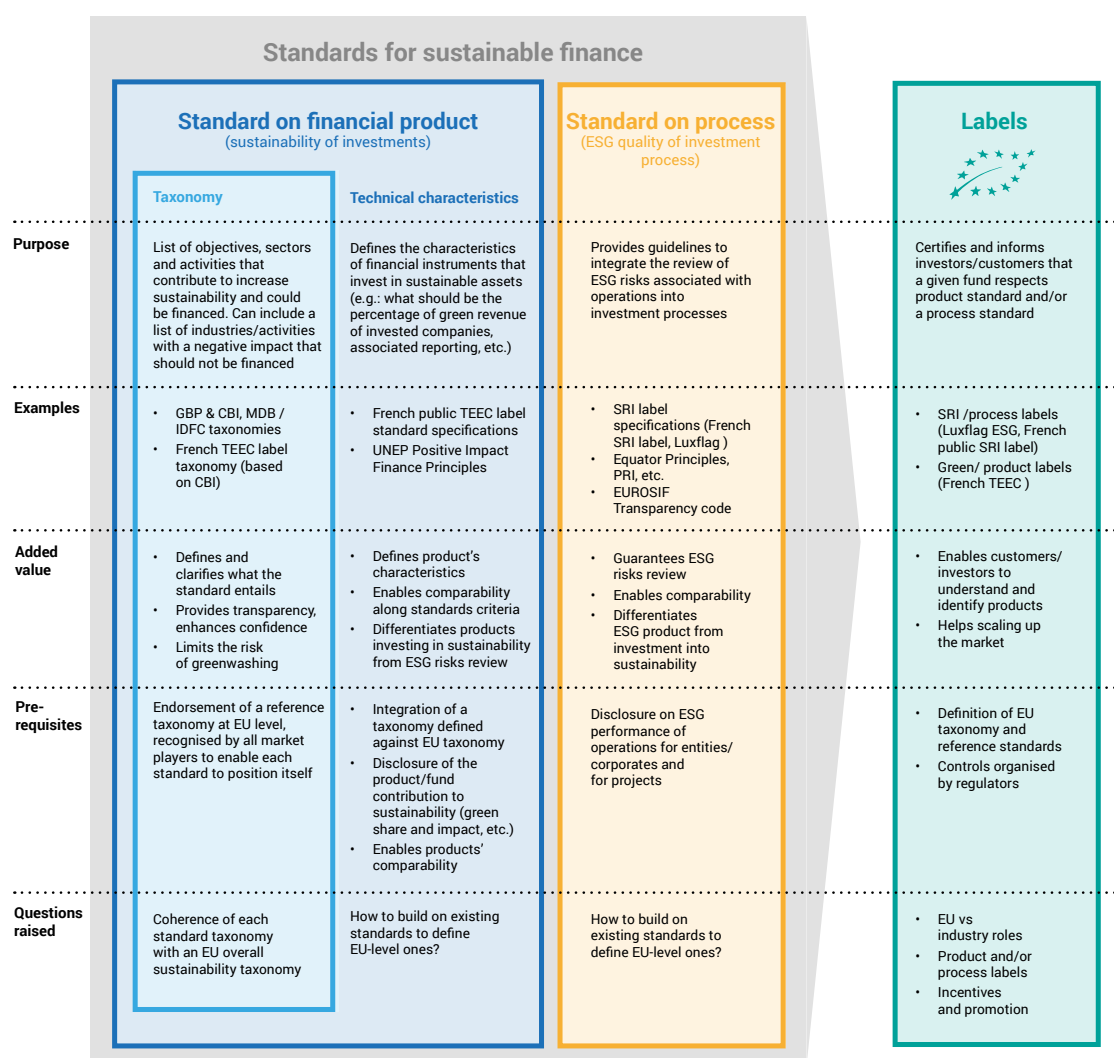 Standards for sustainable finance
Standard on financial product
(sustainability of investments)
Taxonomy
Technical characteristics
Standard on process
(ESG quality of investment
process)
Labels
Purpose
List of objectives, sectors
and activities that
contribute to increase
sustainability and could
be financed. Can include a
list of industries/activities
with a negative impact that
should not be financed
Defines the characteristics
of financial instruments that
invest in sustainable assets
(e.g.: what should be the
percentage of green revenue
of invested companies,
associated reporting, etc.)
Provides guidelines to
integrate the review of
ESG risks associated with
operations into
investment processes
Certifies and informs
investors/customers that
a given fund respects
product standard and/or
a process standard
Examples
• GBP & CBI, MDB /
IDFC taxonomies
• French TEEC label
taxonomy (based
on CBI)
• French public TEEC label
standard specifications
• UNEP Positive Impact
Finance Principles
• SRI label
specifications (French
SRI label, Luxflag )
• Equator Principles,
PRI, etc.
• EUROSIF
Transparency code
• SRI /process labels
(Luxflag ESG, French
public SRI label)
• Green/ product labels
(French TEEC )
Added
value
• Defines and
clarifies what the
standard entails
• Provides transparency,
enhances confidence
• Limits the risk
of greenwashing
• Defines product's
characteristics
• Enables comparability
along standards criteria
• Differentiates products
investing in sustainability
from ESG risks review
• Guarantees ESG
risks review
• Enables comparability
• Differentiates
ESG product from
investment into
sustainability
• Enables customers/
investors to
understand and
identify products
• Helps scaling up
the market
Pre-
requisites
Endorsement of a reference
taxonomy at EU level,
recognised by all market
players to enable each
standard to position itself
• Integration of a
taxonomy defined
against EU taxonomy
• Disclosure of the
product/fund
contribution to
sustainability (green
share and impact, etc.)
• Enables products'
comparability
Disclosure on ESG
performance of
operations for entities/
corporates and
for projects
• Definition of EU
taxonomy and
reference standards
• Controls organised
by regulators
Questions
raised
Coherence of each
standard taxonomy
with an EU overall
sustainability taxonomy
How to build on existing
standards to define
EU-level ones?
How to build on
existing standards to
define EU-level ones?
• EU vs
industry roles
• Product and/or
process labels
• Incentives
and promotion